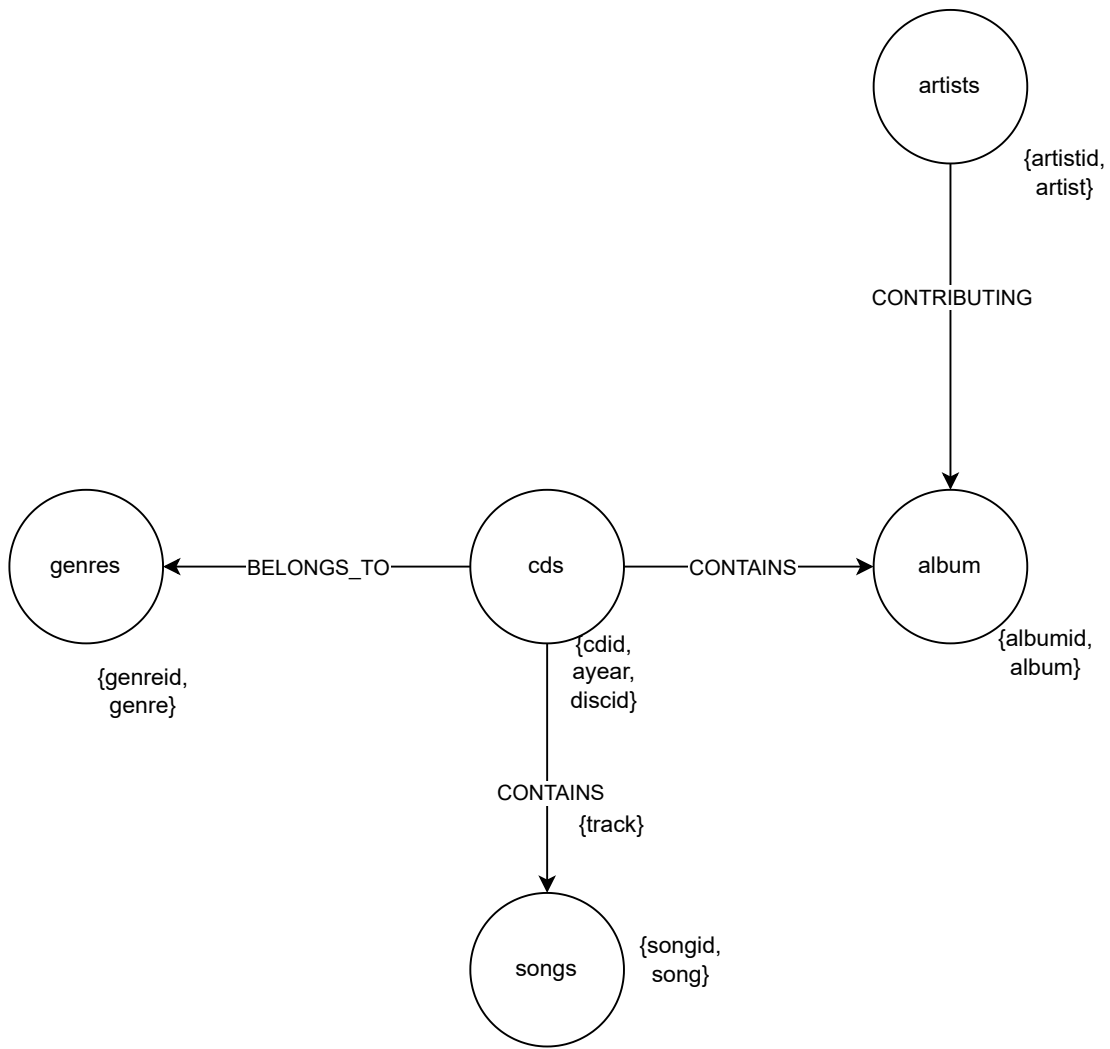 artists
{artistid,
artist}
CONTRIBUTING
genres
BELONGS_TO
cds
CONTAINS
album
{cdid,
ayear,
discid}
{albumid,
album}
{genreid,
genre}
CONTAINS
{track}
songs
{songid,
song}